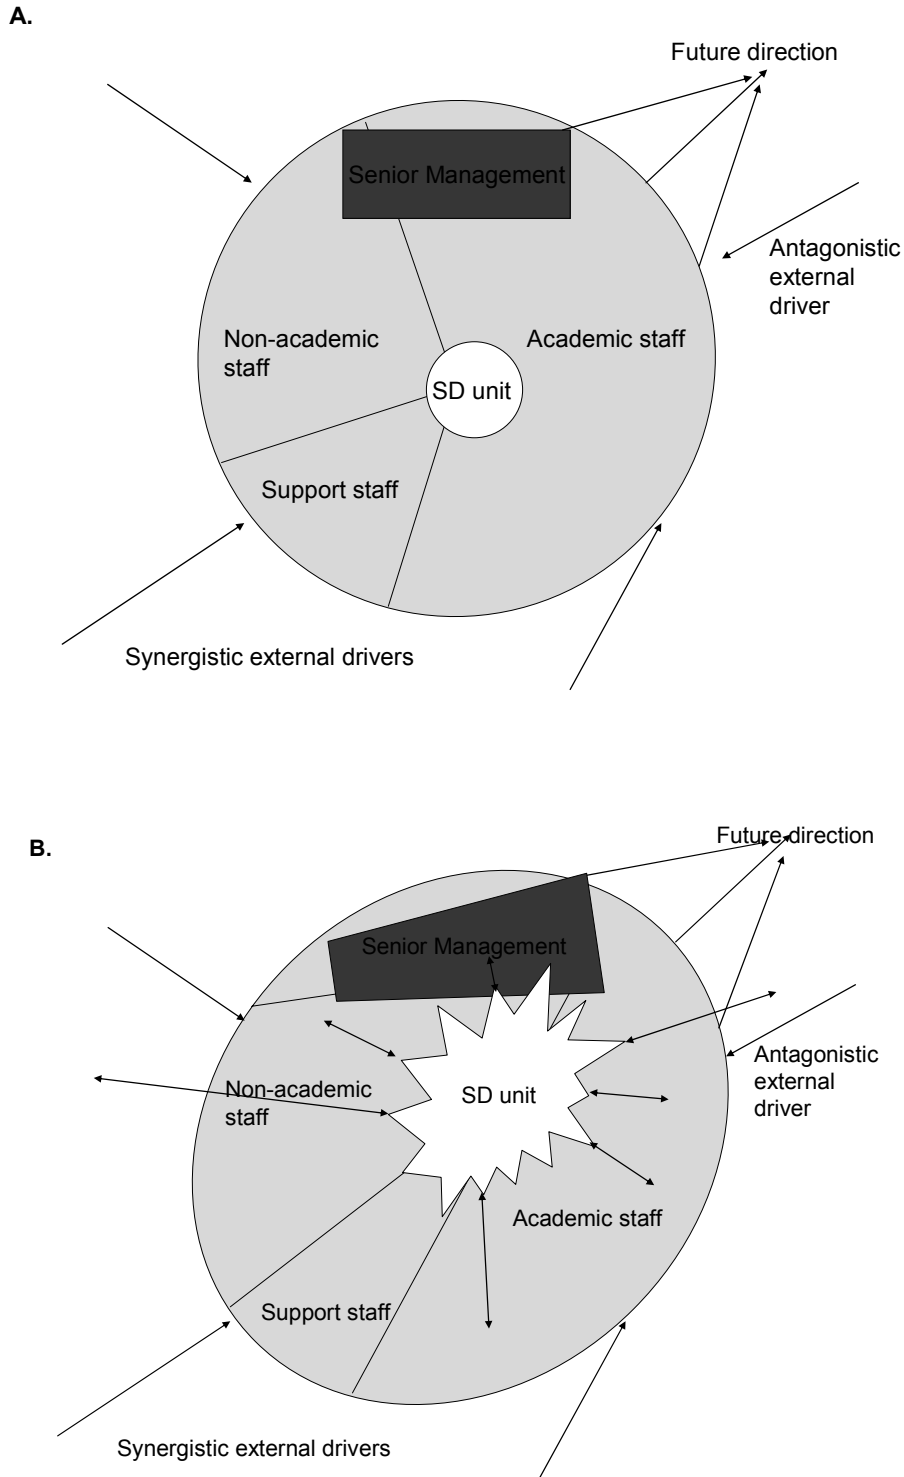 A.
Future direction
Senior Management
Antagonistic
external
driver
Non-academic
staff
Academic staff
SD unit
Support staff
Synergistic external drivers
B.
Future direction
Senior Management
Antagonistic
external
driver
Non-academic
staff
SD unit
Academic staff
Support staff
Synergistic external drivers